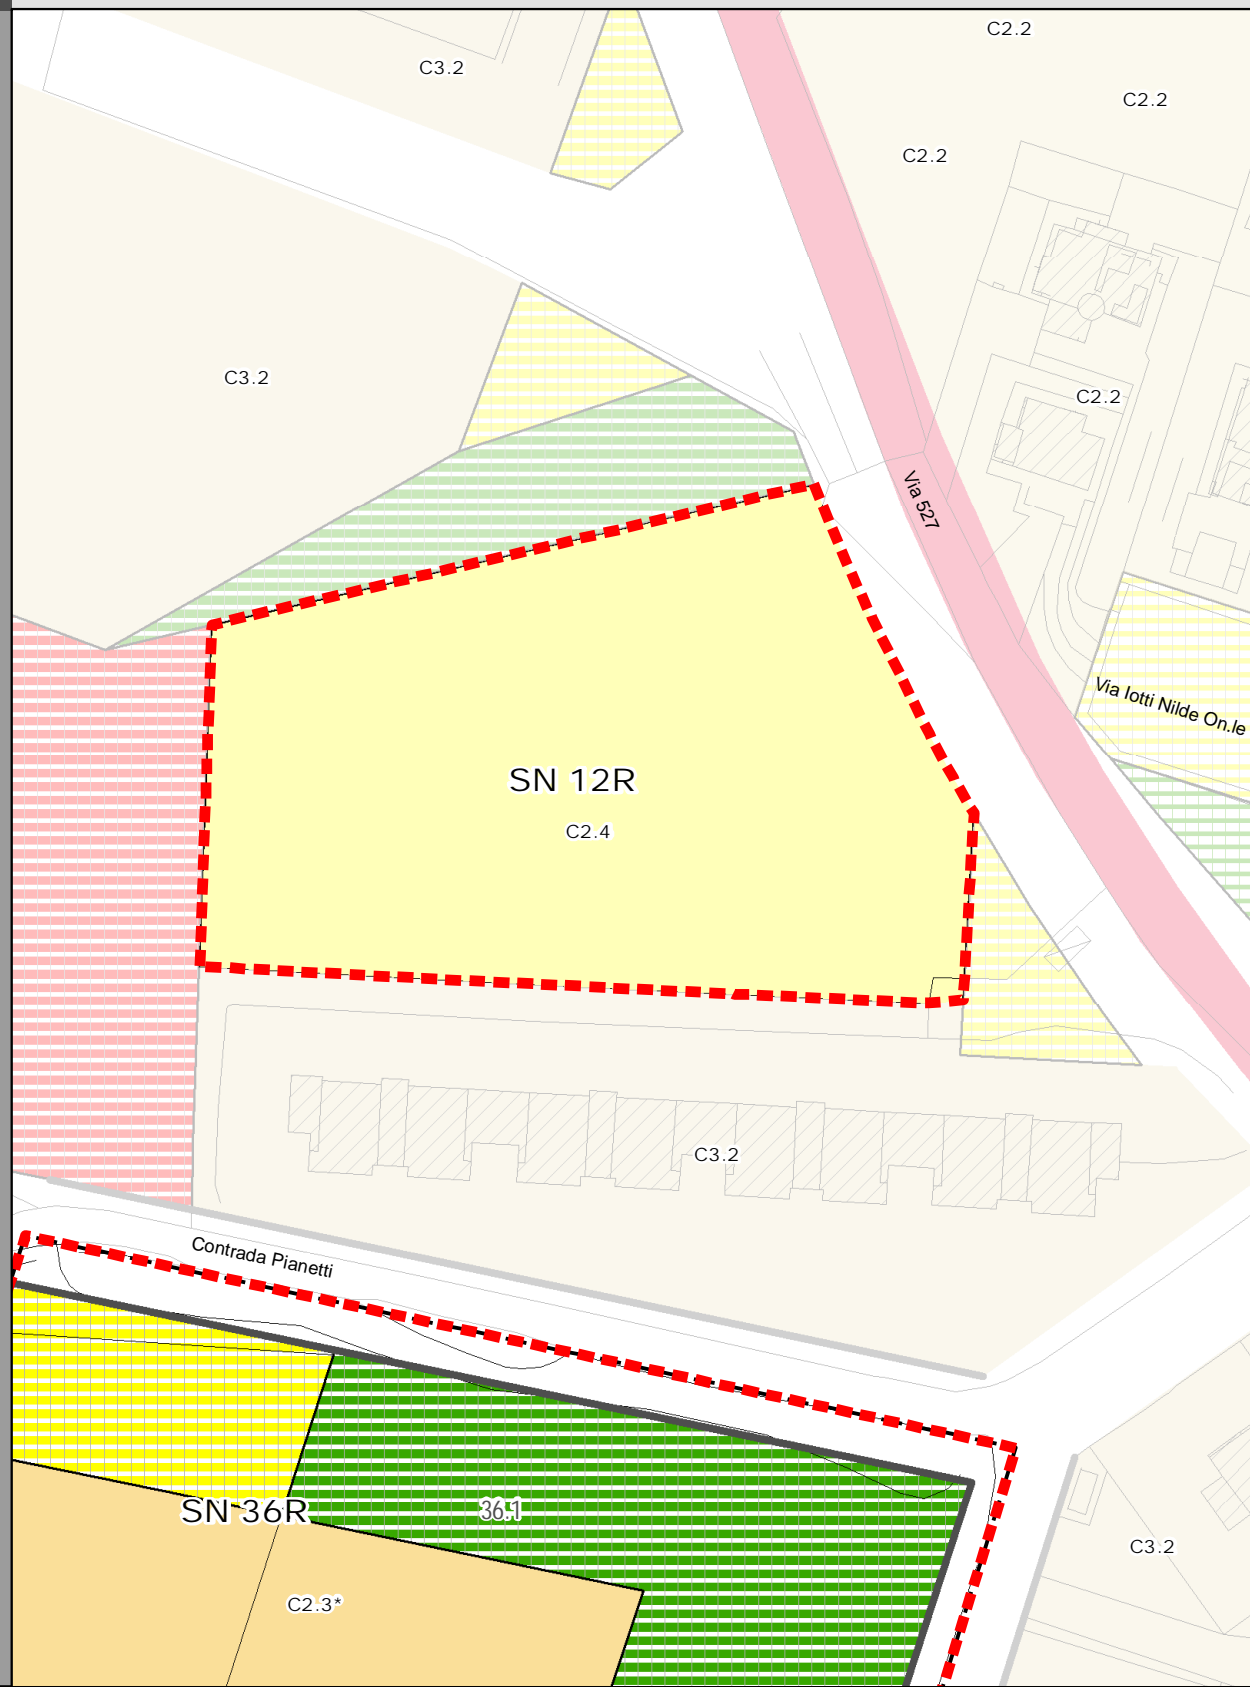 C2.2
C3.2
C2.2
C2.2
C3.2
C2.2
Via 527
Via Iotti Nilde On.le
SN 12R
C2.4
C3.2
Contrada Pianetti
SN 36R
36.1
C3.2
C2.3*